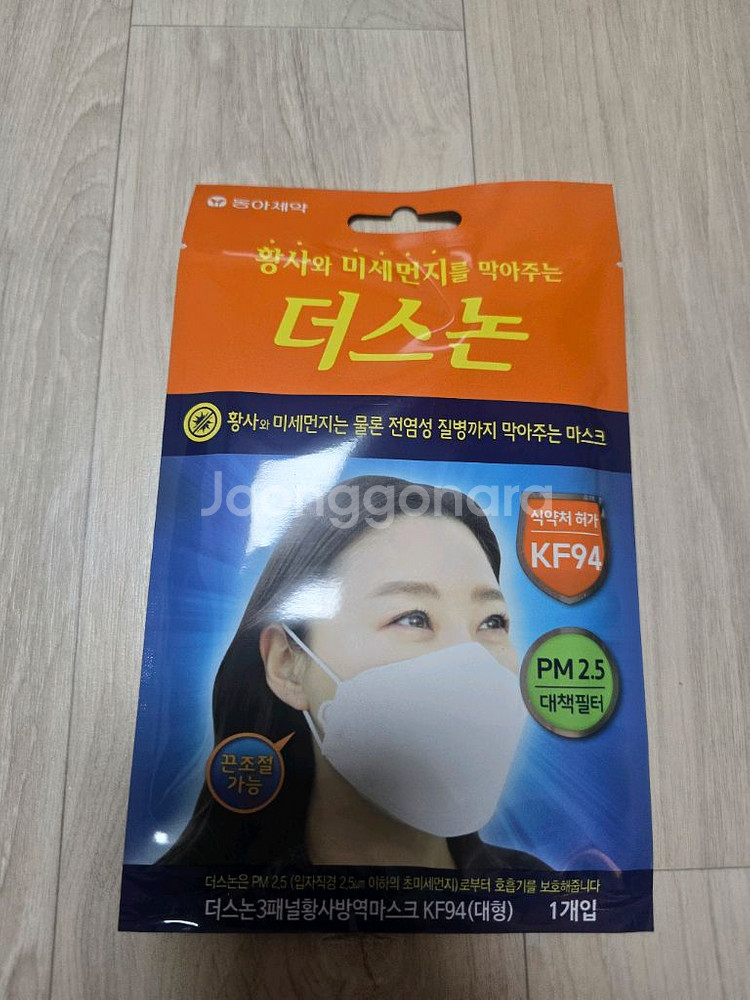 동아제약
황사와 미세먼지를 막아주는
더스논
황사와 미세먼지는 물론 전염성 질병까지 막아주는 마스크
Joonggonara
식약처 허가
KF94
PM 2.5
대책필터
끈조절
가능
더스논은 PM 2.5 (입자직경 2.5㎛ 이하의 초미세먼지)로부터 호흡기를 보호해줍니다
더스논3패널황사방역마스크 KF94(대형) 1개입